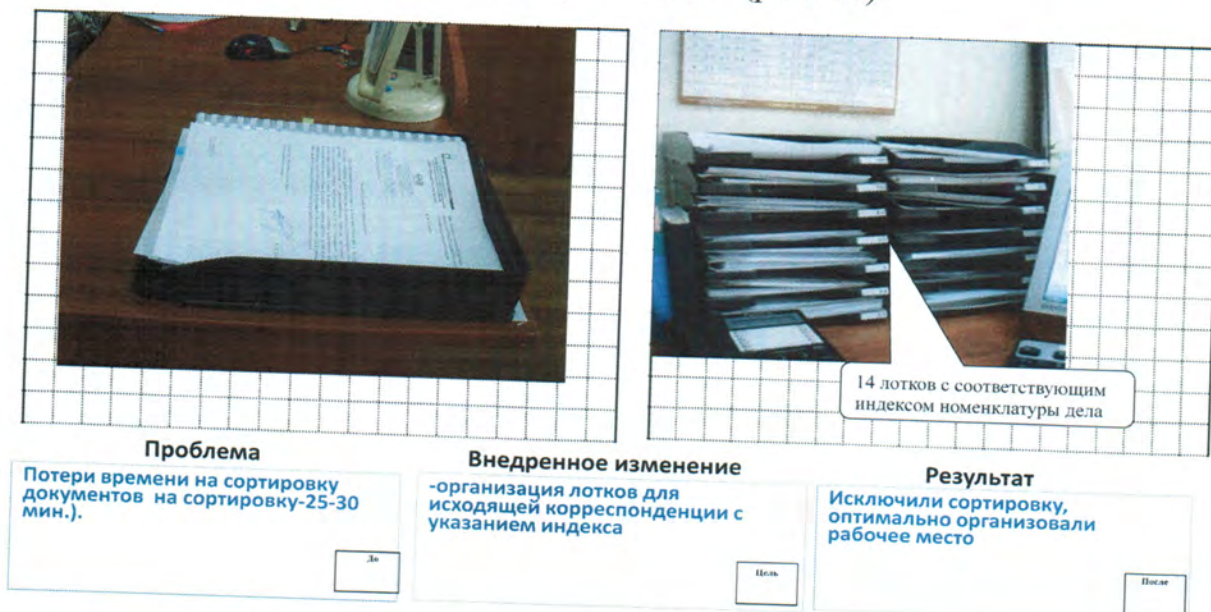 14 лотков с соответствующим
индексом номенклатуры дела
Проблема
Потери времени на сортировку
документов на сортировку-25-30
мин.).
До
Внедренное изменение
-организация лотков для
исходящей корреспонденции с
указанием индекса
Цель
Результат
Исключили сортировку,
оптимально организовали
рабочее место
После